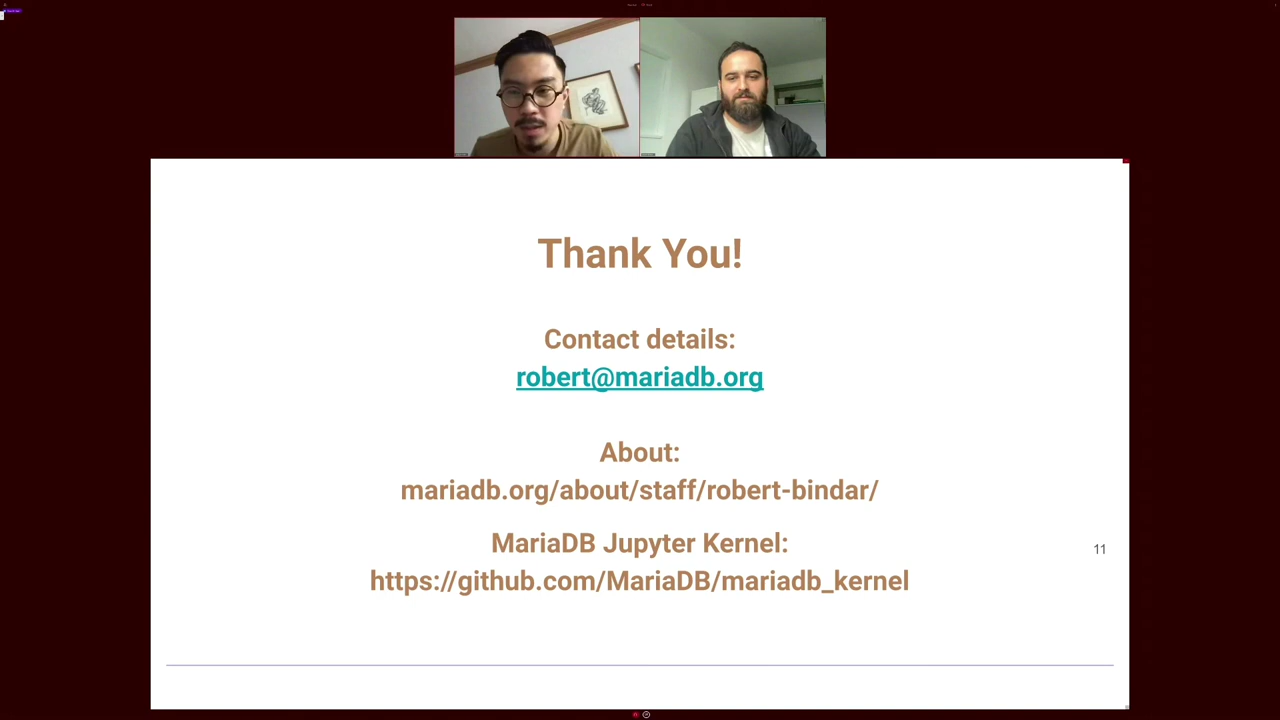 Thank You!
Contact details:
robert@mariadb.org
About:
mariadb.org/about/staff/robert-bindar/
MariaDB Jupyter Kernel:
https://github.com/MariaDB/mariadb_kernel
11